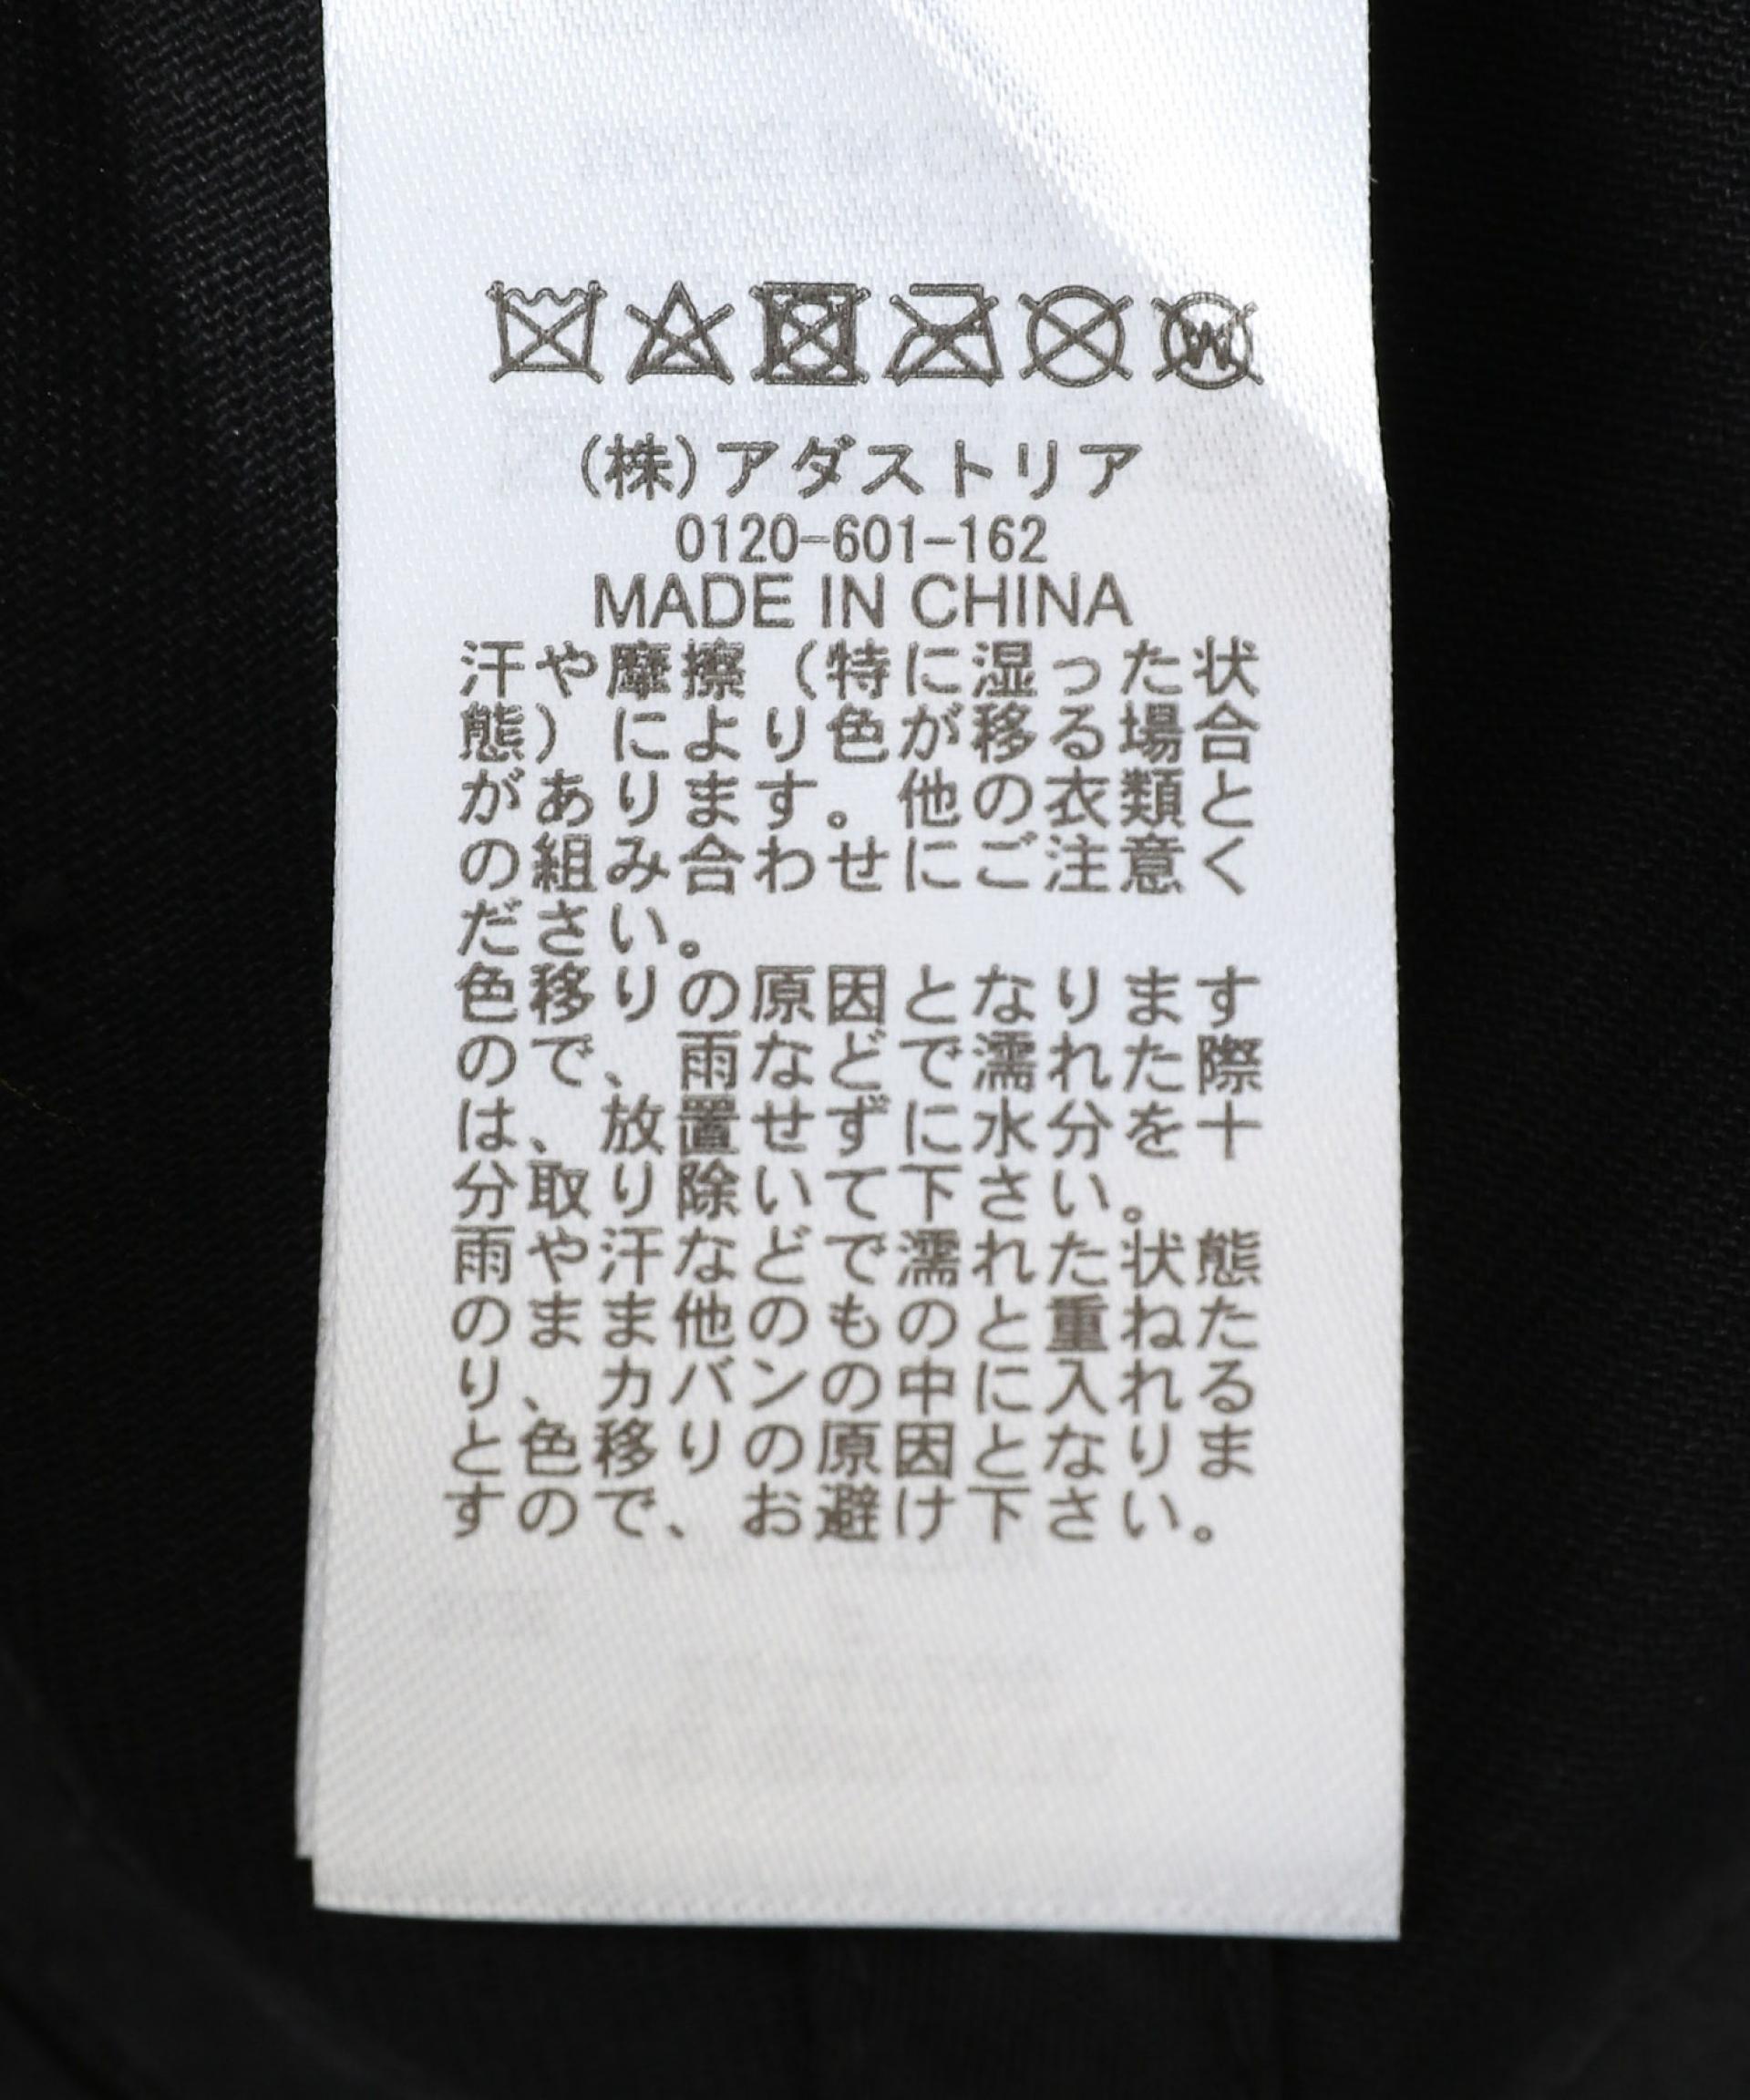 (株)アダストリア
0120-601-162
MADE IN CHINA
汗や摩擦（特に湿った状
態）により色が移る場合
があります。他の衣類と
の組み合わせにご注意く
ださい。
色移りの原因となります
ので、雨などで濡れた際
は、放置せずに水分を十
分取り除いて下さい。
雨や汗などで濡れた状態
のまま他のものと重ねた
り、カバンの中に入れる
と色移りの原因となりま
すので、お避け下さい。